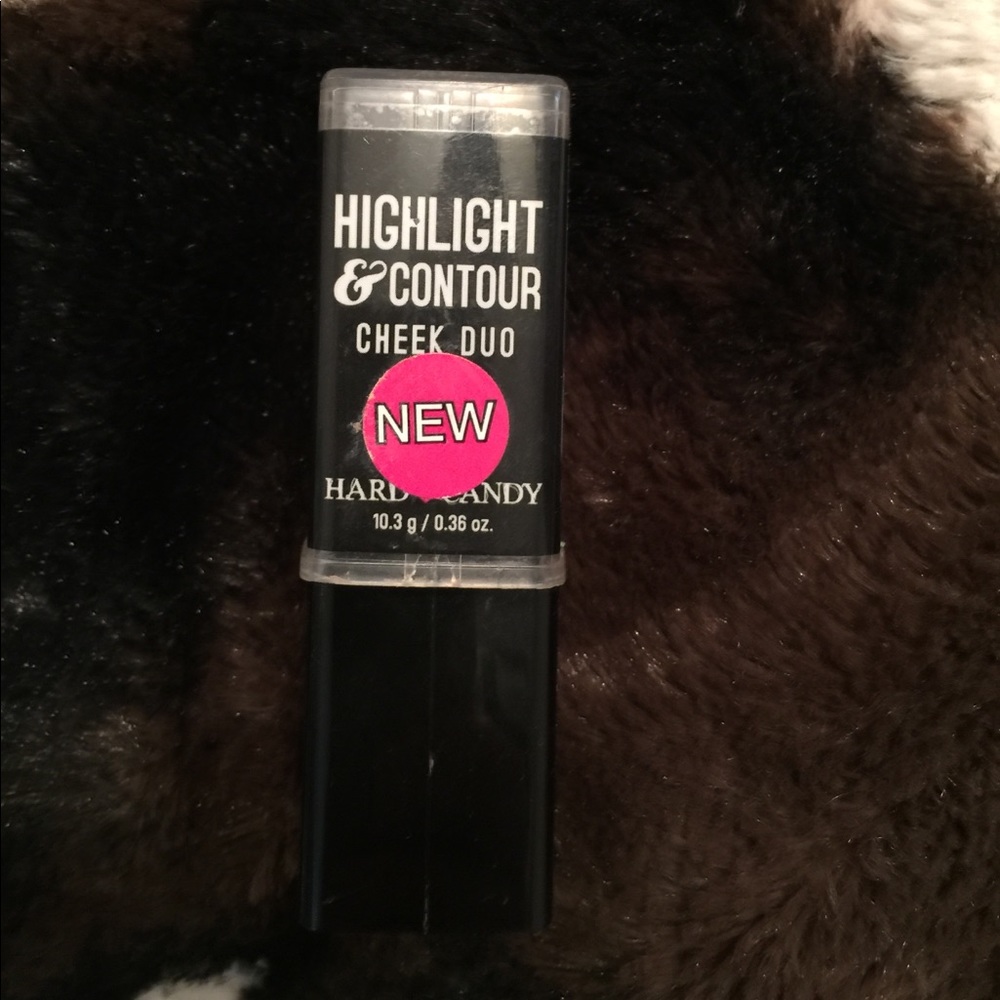 HIGHLIGHT
& CONTOUR
CHEEK DUO
NEW
HARD CANDY
10.3 g / 0.36 oz.